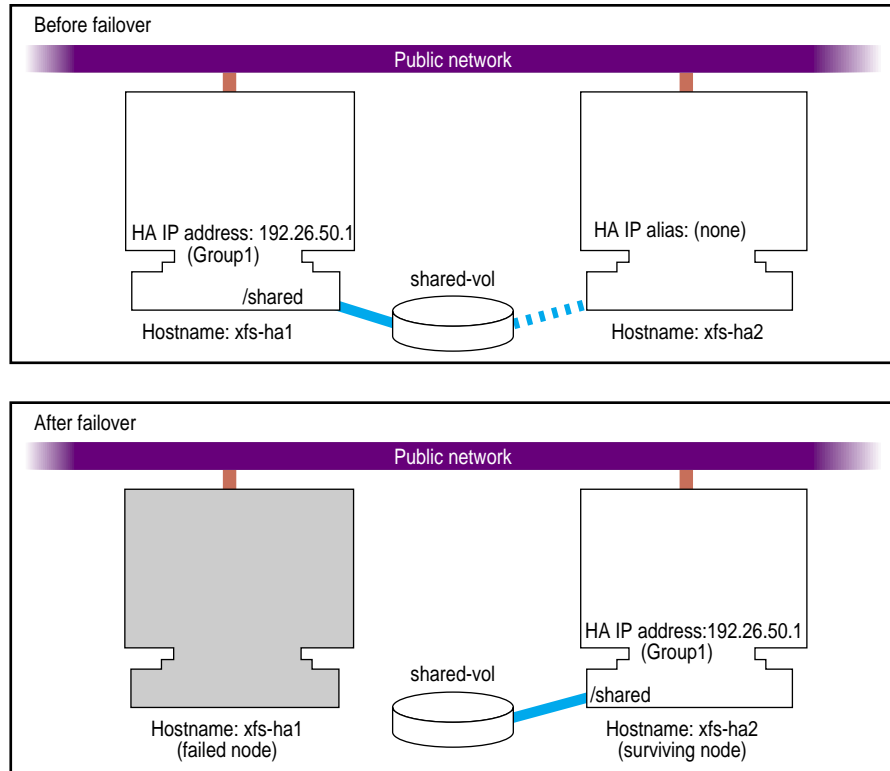 Before failover
Public network
HA IP address: 192.26.50.1
(Group1)
HA IP alias: (none)
shared-vol
/shared
Hostname: xfs-ha1
Hostname: xfs-ha2
After failover
Public network
HA IP address:192.26.50.1
(Group1)
shared-vol
/shared
Hostname: xfs-ha1
(failed node)
Hostname: xfs-ha2
(surviving node)